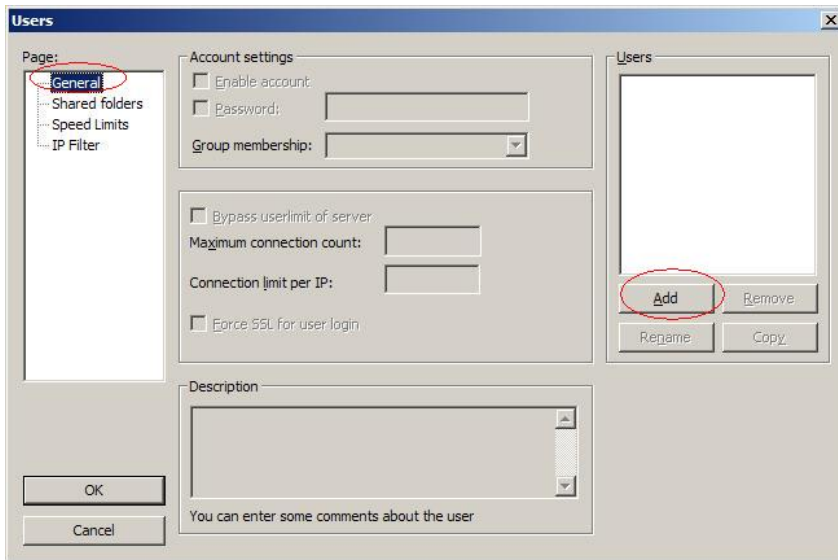 Users
Page:
General
Shared folders
Speed Limits
IP Filter
OK
Cancel
Account settings
Enable account
Password:
Group membership:
Bypass userlimit of server
Maximum connection count:
Connection limit per IP:
Force SSL for user login
Description
You can enter some comments about the user
Users
Add Remove
Rename Copy